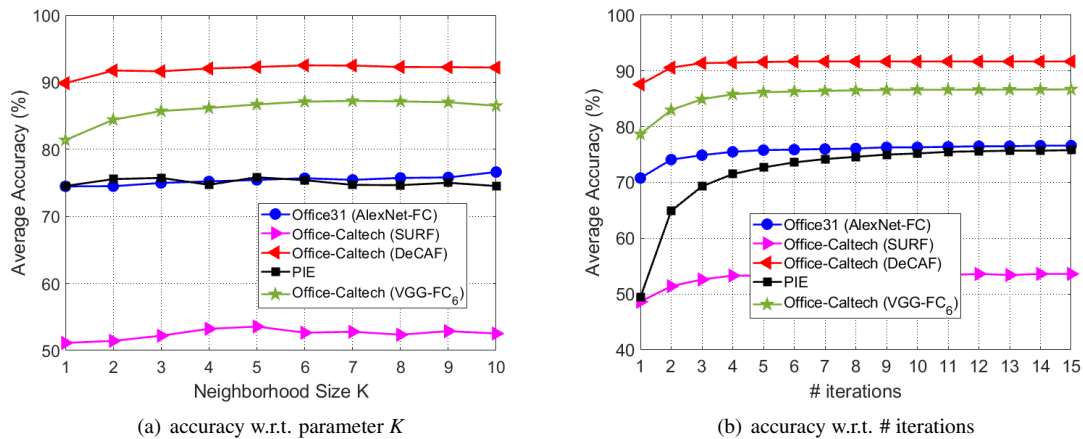 100
90
80
70
60
50
Average Accuracy (%)
1 2 3 4 5 6 7 8 9 10
Neighborhood Size K
Office31 (AlexNet-FC)
Office-Caltech (SURF)
Office-Caltech (DeCAF)
PIE
Office-Caltech (VGG-FC6)
(a) accuracy w.r.t. parameter K
100
90
80
70
60
50
40
Average Accuracy (%)
1 2 3 4 5 6 7 8 9 10 11 12 13 14 15
# iterations
Office31 (AlexNet-FC)
Office-Caltech (SURF)
Office-Caltech (DeCAF)
PIE
Office-Caltech (VGG-FC6)
(b) accuracy w.r.t. # iterations